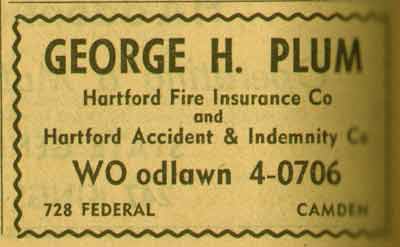 GEORGE H. PLUM
Hartford Fire Insurance Co
and
Hartford Accident & Indemnity Co
WO odlawn 4-0706
728 FEDERAL CAMDEN